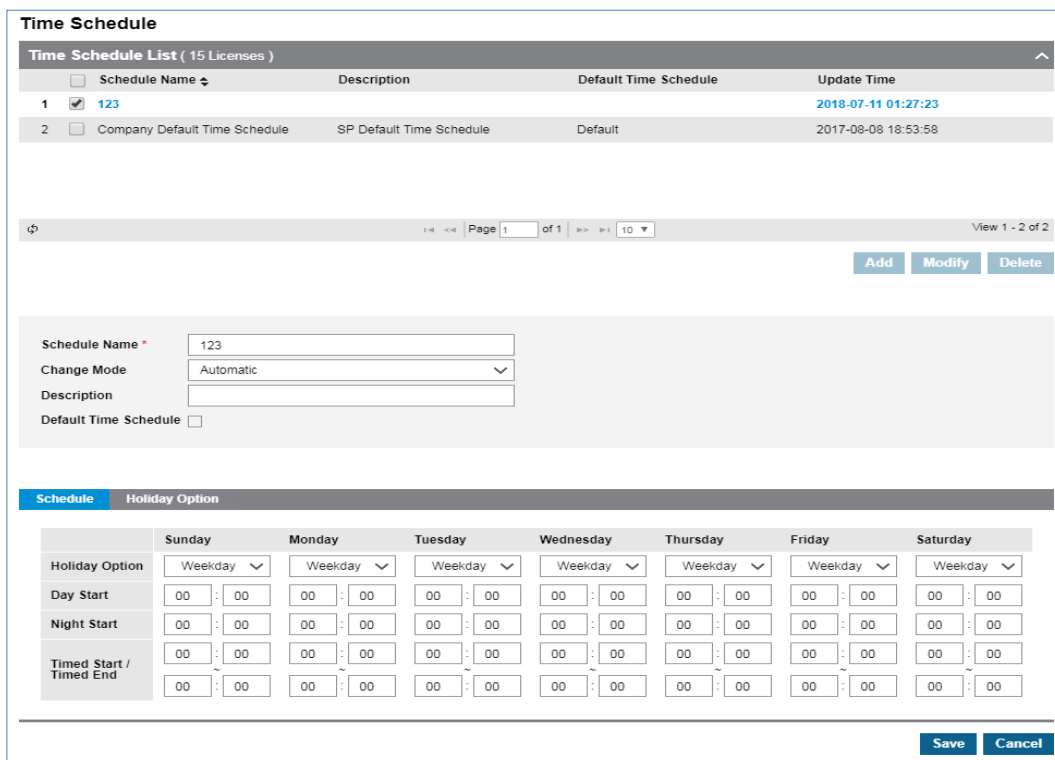 Time Schedule
Time Schedule List ( 15 Licenses )
Schedule Name Description Default Time Schedule Update Time
1 123 2018-07-11 01:27:23
2 Company Default Time Schedule SP Default Time Schedule Default 2017-08-08 18:53:58
Page 1 of 1 10 View 1 - 2 of 2
Add Modify Delete
Schedule Name * 123
Change Mode Automatic
Description
Default Time Schedule
Schedule Holiday Option
Sunday Monday Tuesday Wednesday Thursday Friday Saturday
Holiday Option Weekday Weekday Weekday Weekday Weekday Weekday Weekday
Day Start 00 : 00 00 : 00 00 : 00 00 : 00 00 : 00 00 : 00 00 : 00
Night Start 00 : 00 00 : 00 00 : 00 00 : 00 00 : 00 00 : 00 00 : 00
Timed Start / 00 : 00 00 : 00 00 : 00 00 : 00 00 : 00 00 : 00 00 : 00
~ ~ ~ ~ ~ ~ ~
Timed End 00 : 00 00 : 00 00 : 00 00 : 00 00 : 00 00 : 00 00 : 00
Save Cancel